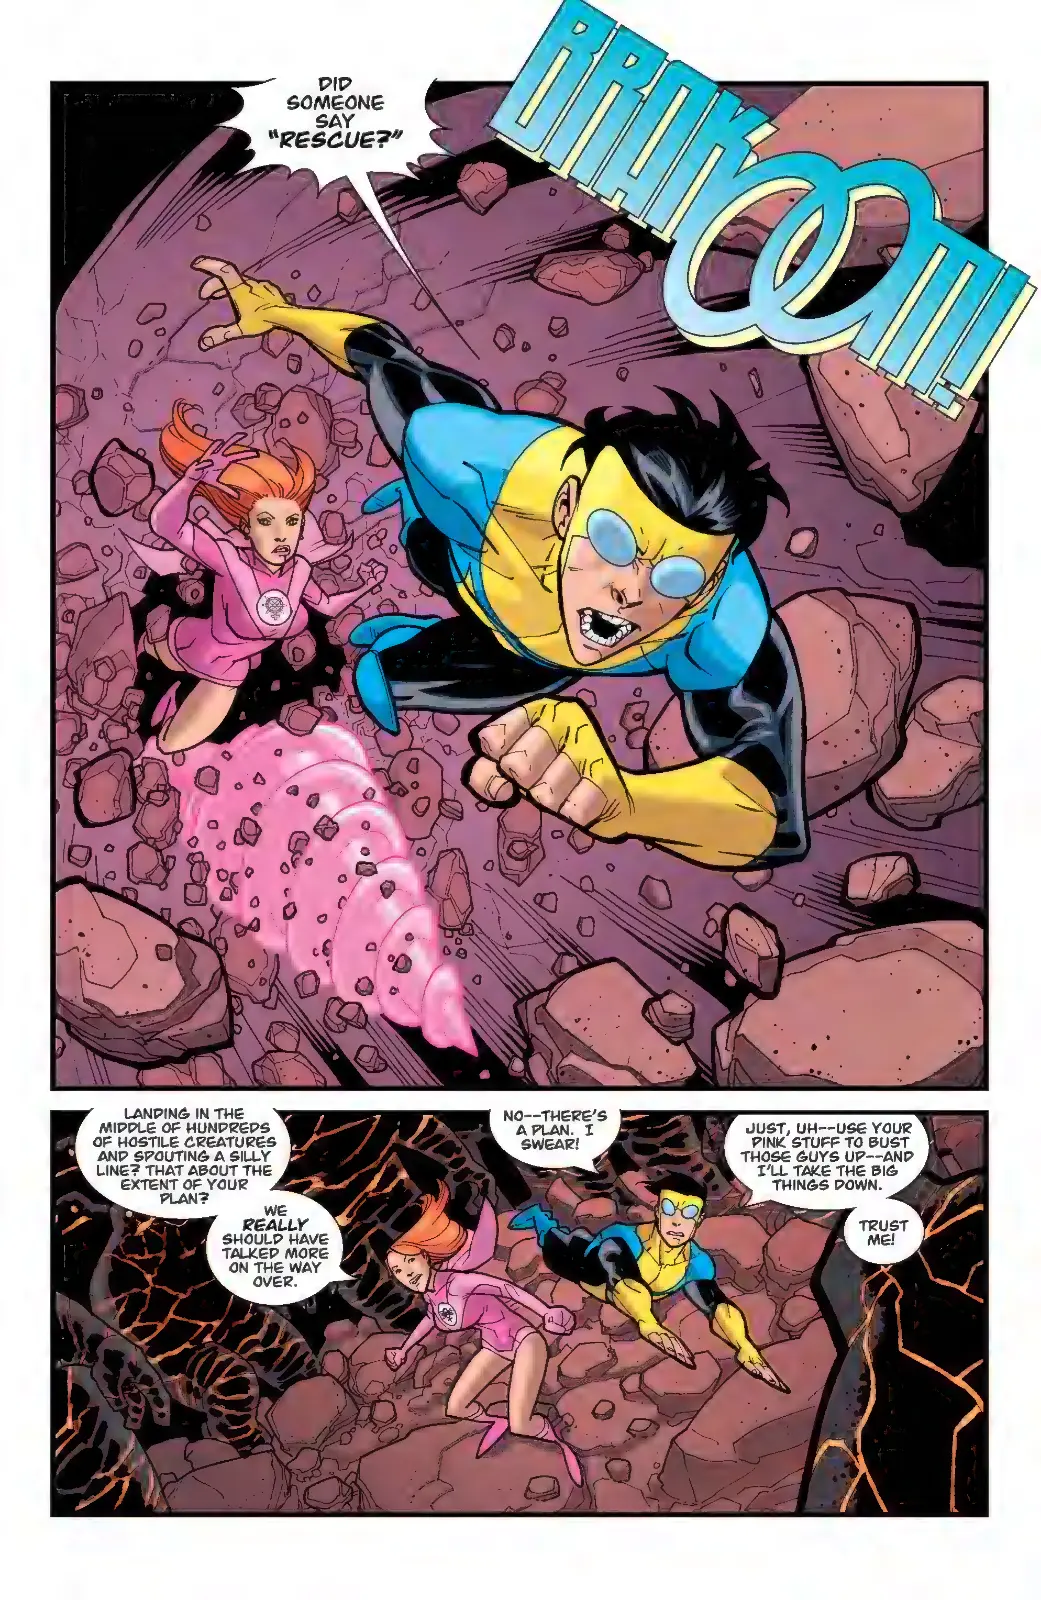 DID
SOMEONE
SAY
"RESCUE?"
BRAKOOOM!
LANDING IN THE
MIDDLE OF HUNDREDS
OF HOSTILE CREATURES
AND SPOUTING A SILLY
LINE? THAT ABOUT THE
EXTENT OF YOUR
PLAN?
WE
REALLY
SHOULD HAVE
TALKED MORE
ON THE WAY
OVER.
NO--THERE'S
A PLAN. I
SWEAR!
JUST, UH--USE YOUR
PINK STUFF TO BUST
THOSE GUYS UP--AND
I'LL TAKE THE BIG
THINGS DOWN.
TRUST
ME!